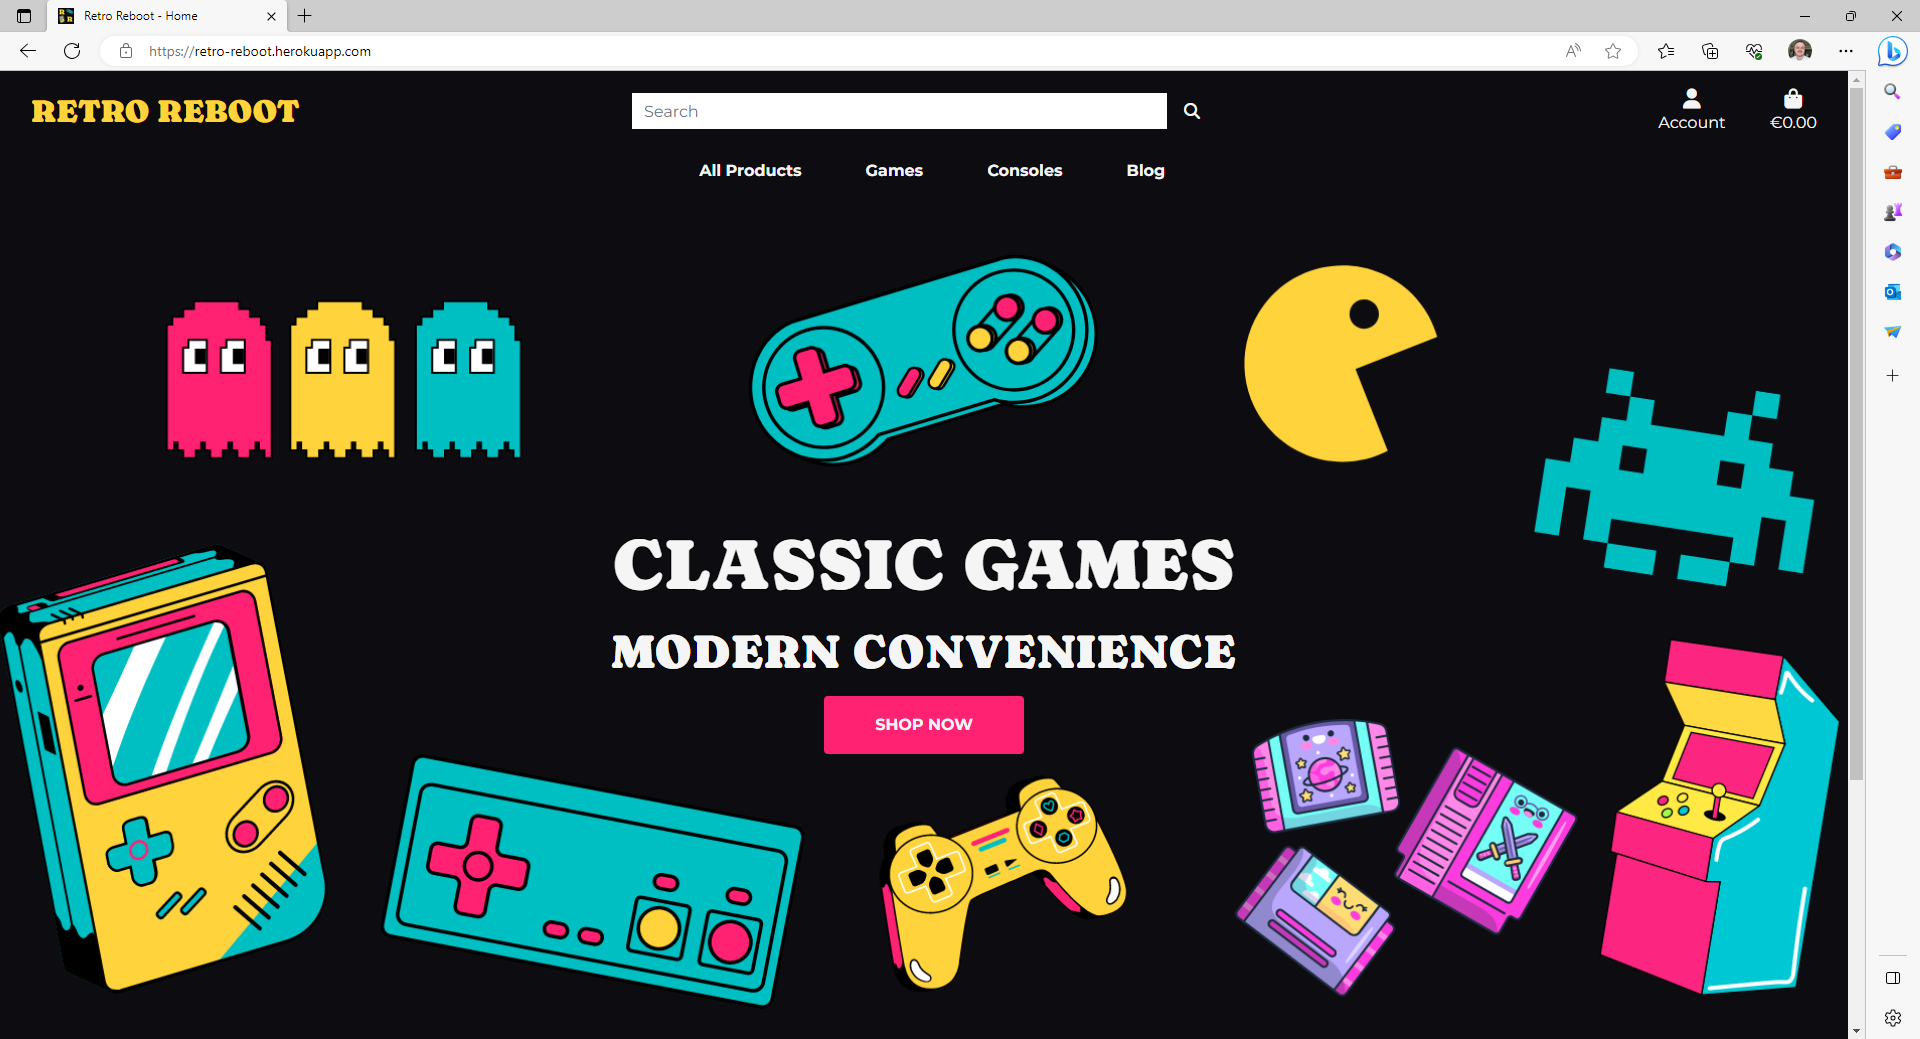 Retro Reboot - Home
https://retro-reboot.herokuapp.com
RETRO REBOOT
Search
Account
€0.00
All Products
Games
Consoles
Blog
CLASSIC GAMES
MODERN CONVENIENCE
SHOP NOW